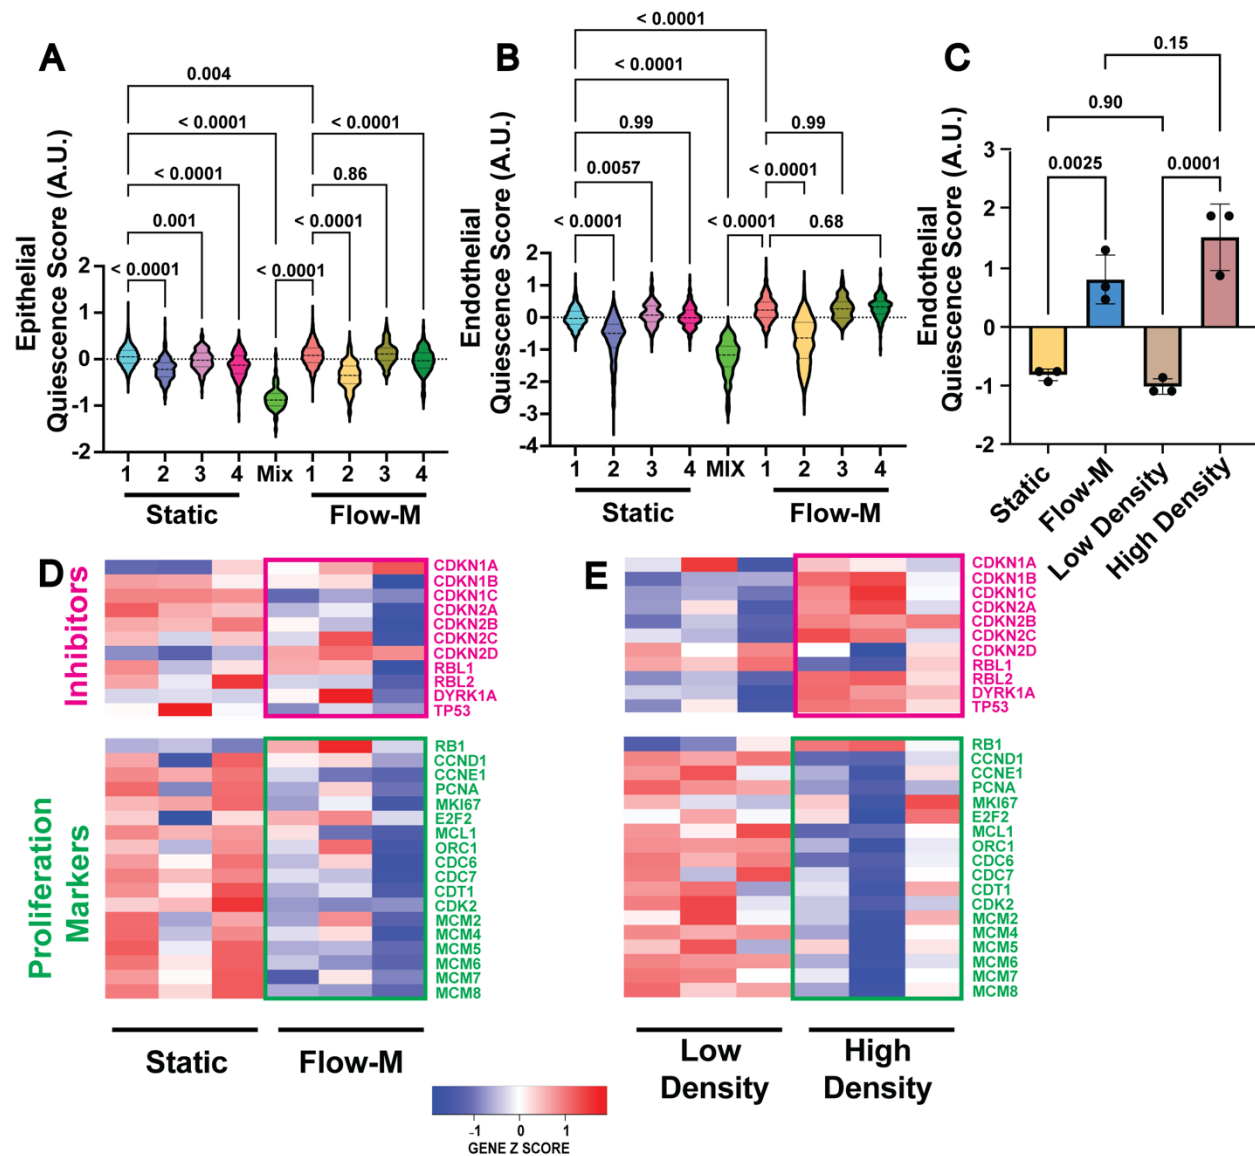 A
0.004
< 0.0001
< 0.0001
< 0.0001
0.86
0.001
< 0.0001
< 0.0001
< 0.0001
Epithelial
Quiescence Score (A.U.)
2
1
0
-1
-2
1 2 3 4 Mix 1 2 3 4
Static
Flow-M
B
< 0.0001
< 0.0001
0.99
0.99
0.0057
< 0.0001
< 0.0001
< 0.0001
0.68
Endothelial
Quiescence Score (A.U.)
2
1
0
-1
-2
-3
-4
1 2 3 4 MIX 1 2 3 4
Static
Flow-M
C
0.15
0.90
0.0025
0.0001
Endothelial
Quiescence Score (A.U.)
3
2
1
0
-1
-2
Static
Flow-M
Low Density
High Density
D
Inhibitors
CDKN1A
CDKN1B
CDKN1C
CDKN2A
CDKN2B
CDKN2C
CDKN2D
RBL1
RBL2
DYRK1A
TP53
Proliferation
Markers
RB1
CCND1
CCNE1
PCNA
MKI67
E2F2
MCL1
ORC1
CDC6
CDC7
CDT1
CDK2
MCM2
MCM4
MCM5
MCM6
MCM7
MCM8
Static
Flow-M
E
CDKN1A
CDKN1B
CDKN1C
CDKN2A
CDKN2B
CDKN2C
CDKN2D
RBL1
RBL2
DYRK1A
TP53
RB1
CCND1
CCNE1
PCNA
MKI67
E2F2
MCL1
ORC1
CDC6
CDC7
CDT1
CDK2
MCM2
MCM4
MCM5
MCM6
MCM7
MCM8
Low
Density
High
Density
-1 0 1
GENE Z SCORE